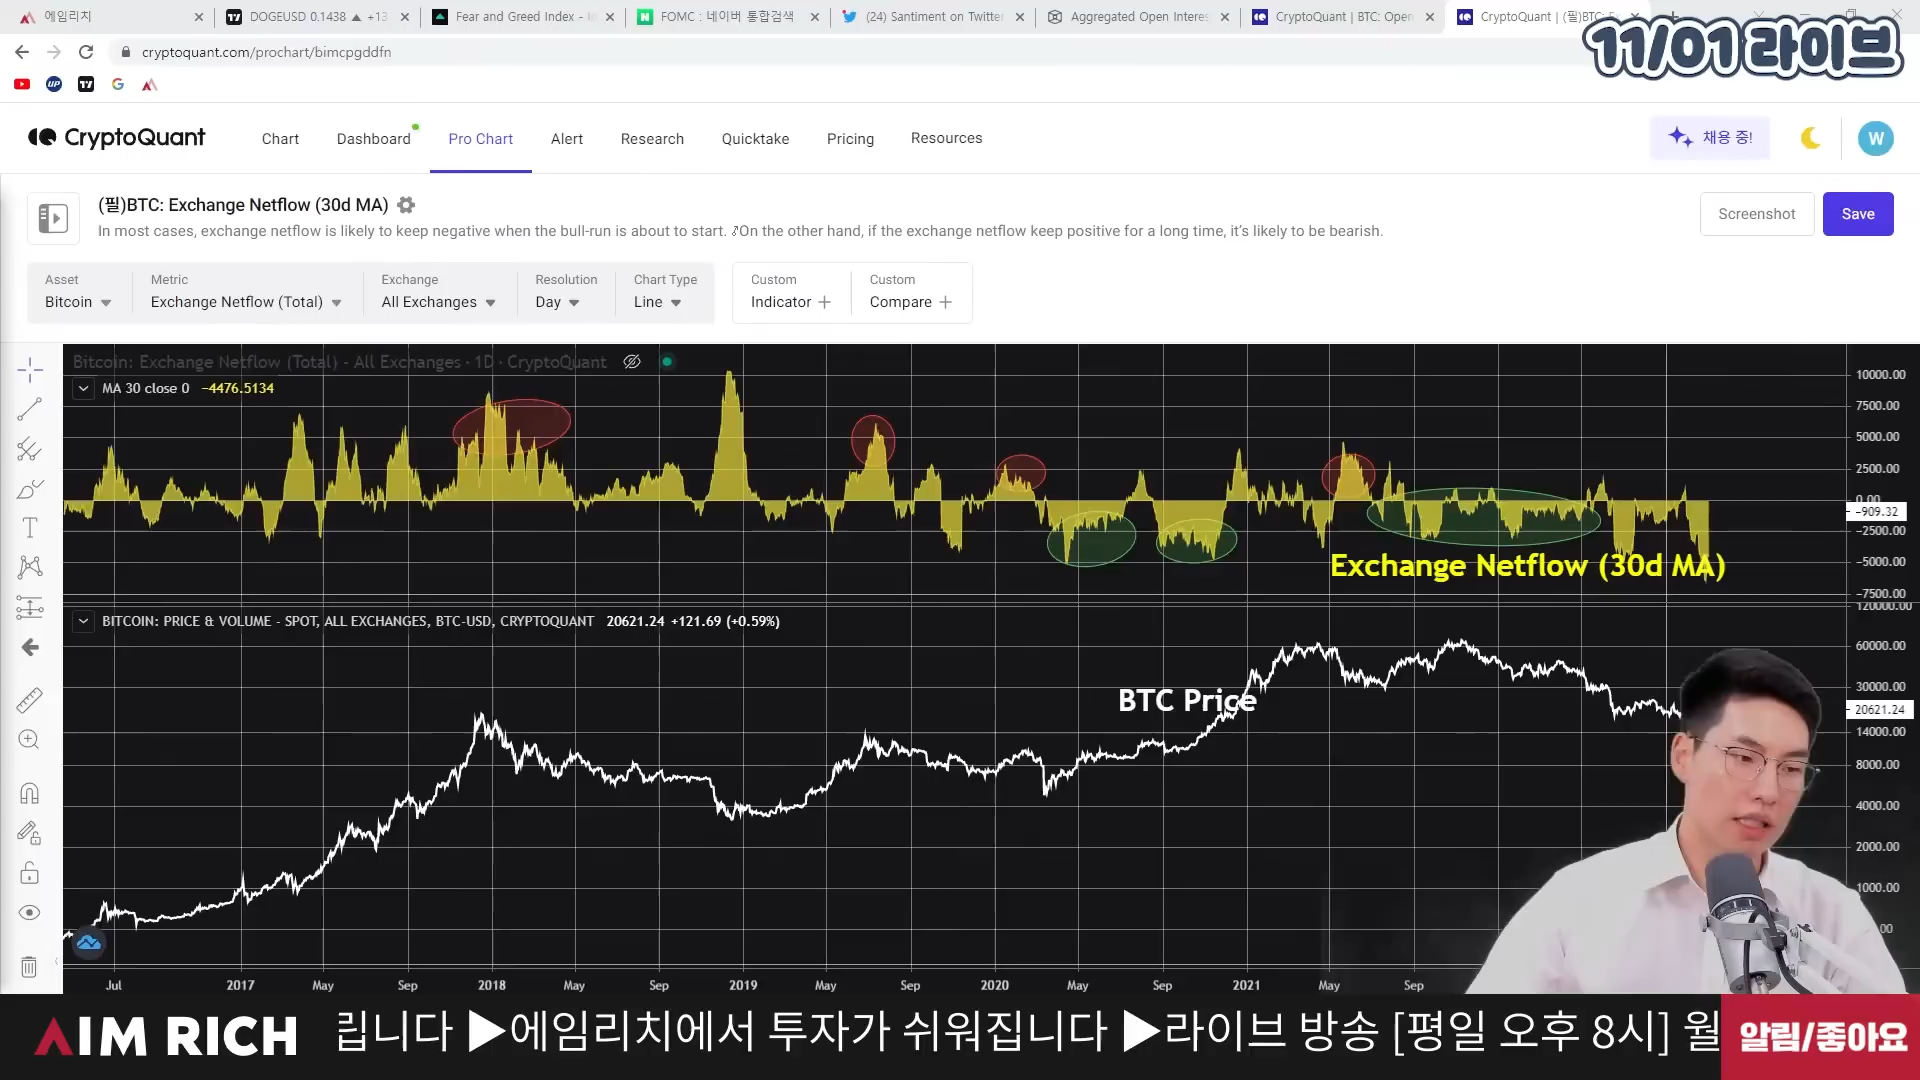 에임리치
DOGEUSD 0.1438 ▲ +13
Fear and Greed Index - I
FOMC : 네이버 통합검색
(24) Santiment on Twitter
Aggregated Open Interes
CryptoQuant | BTC: Open
CryptoQuant | (필)BTC: E
11/01 라이브
cryptoquant.com/prochart/bimcpgddfn
CryptoQuant
Chart
Dashboard
Pro Chart
Alert
Research
Quicktake
Pricing
Resources
채용 중!
W
(필)BTC: Exchange Netflow (30d MA)
In most cases, exchange netflow is likely to keep negative when the bull-run is about to start. On the other hand, if the exchange netflow keep positive for a long time, it's likely to be bearish.
Screenshot
Save
Asset
Bitcoin
Metric
Exchange Netflow (Total)
Exchange
All Exchanges
Resolution
Day
Chart Type
Line
Custom
Indicator +
Custom
Compare +
Bitcoin: Exchange Netflow (Total) - All Exchanges · 1D · CryptoQuant
MA 30 close 0 −4476.5134
10000.00
7500.00
5000.00
2500.00
0.00
−909.32
−2500.00
−5000.00
−7500.00
Exchange Netflow (30d MA)
BITCOIN: PRICE & VOLUME - SPOT, ALL EXCHANGES, BTC-USD, CRYPTOQUANT 20621.24 +121.69 (+0.59%)
120000.00
60000.00
30000.00
20621.24
14000.00
8000.00
4000.00
2000.00
1000.00
00
BTC Price
Jul 2017 May Sep 2018 May Sep 2019 May Sep 2020 May Sep 2021 May Sep
AIM RICH
립니다 ▶에임리치에서 투자가 쉬워집니다 ▶라이브 방송 [평일 오후 8시] 월
알림/좋아요